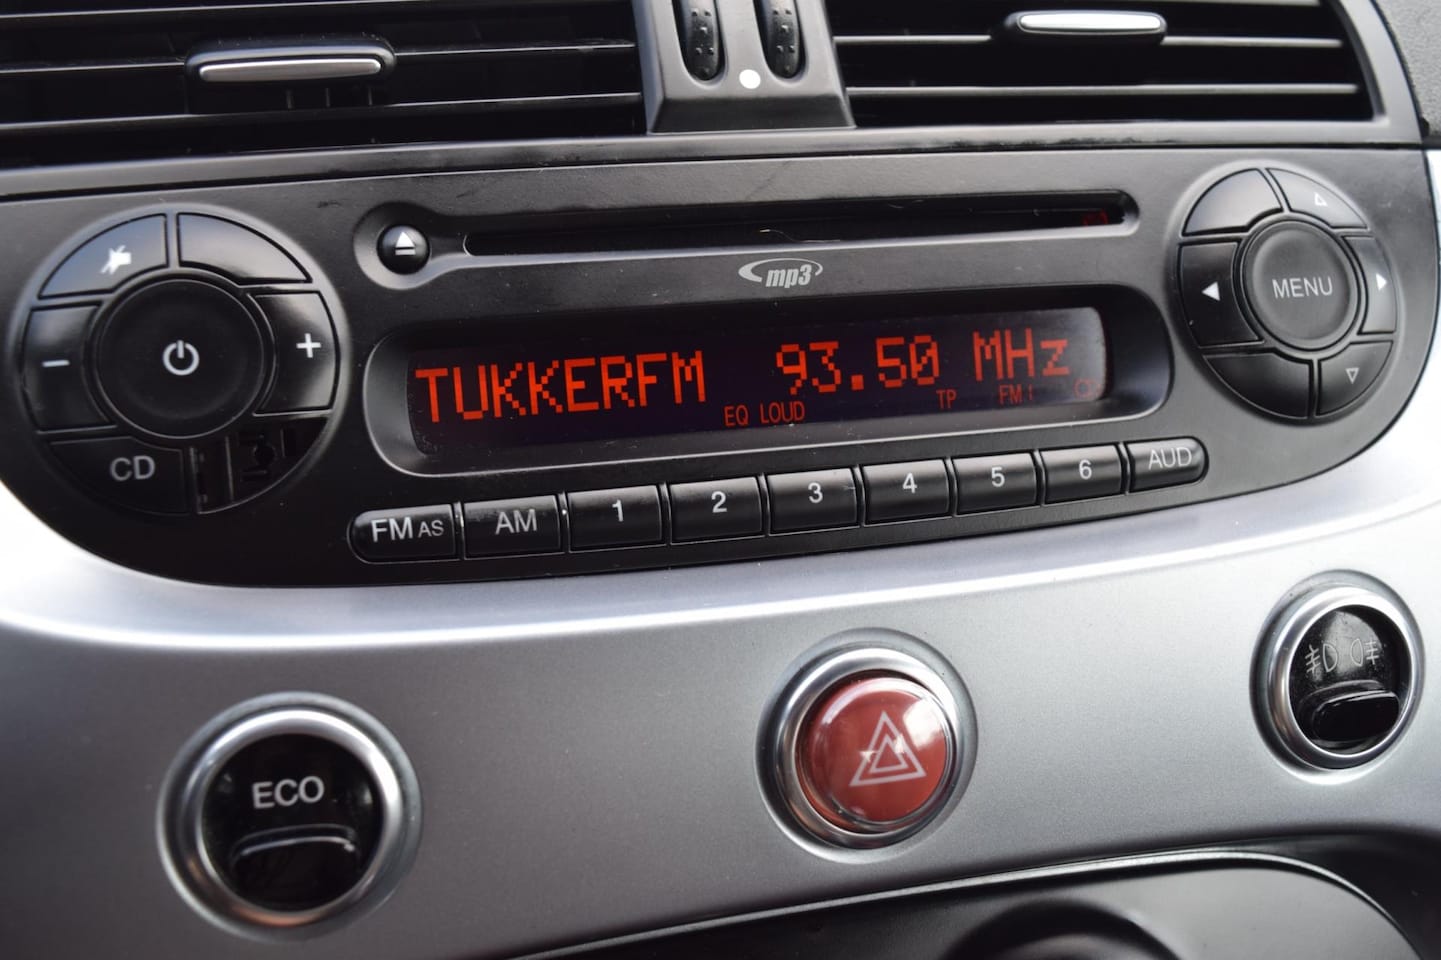 mp3
MENU
TUKKERFM 93.50 MHz
EQ LOUD TP FM1
CD
FM AS AM 1 2 3 4 5 6 AUD
ECO